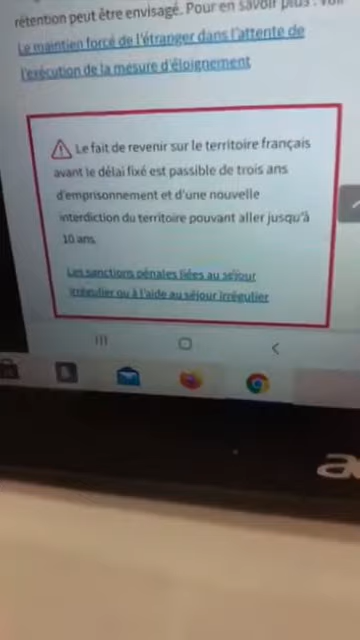 rétention peut être envisagé. Pour en savoir plus : voir
Le maintien forcé de l'étranger dans l'attente de
l'exécution de la mesure d'éloignement
Le fait de revenir sur le territoire français
avant le délai fixé est passible de trois ans
d'emprisonnement et d'une nouvelle
interdiction du territoire pouvant aller jusqu'à
10 ans.
Les sanctions pénales liées au séjour
irrégulier ou à l'aide au séjour irrégulier